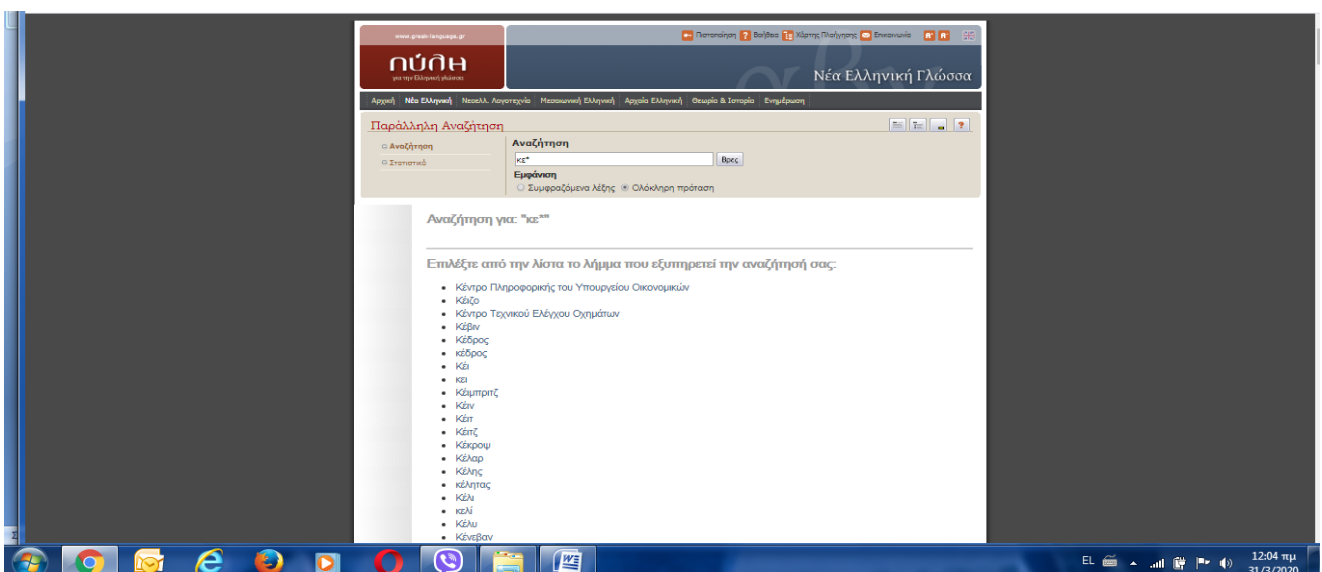 www.greek-language.gr
Πιστοποίηση ? Βοήθεια Χάρτης Πλοήγησης Επικοινωνία
πύλη
για την Ελληνική γλώσσα
Νέα Ελληνική Γλώσσα
Αρχική Νέα Ελληνική Νεοελλ. Λογοτεχνία Μεσαιωνική Ελληνική Αρχαία Ελληνική Θεωρία & Ιστορία Ενημέρωση
Παράλληλη Αναζήτηση
?
Αναζήτηση
Στατιστικά
Αναζήτηση
κε* Βρες
Εμφάνιση
Συμφραζόμενα λέξης Ολόκληρη πρόταση
Αναζήτηση για: "κε*"
Επιλέξτε από την λίστα το λήμμα που εξυπηρετεί την αναζήτησή σας:
Κέντρο Πληροφορικής του Υπουργείου Οικονομικών
Κέιζο
Κέντρο Τεχνικού Ελέγχου Οχημάτων
Κέβιν
Κέδρος
κέδρος
Κέι
κει
Κέιμπριτζ
Κέιν
Κέιτ
Κέιτζ
Κέκροψ
Κέλαρ
Κέλης
κέλητας
Κέλι
κελί
Κέλυ
Κένεβαν
EL
12:04 πμ
31/3/2020